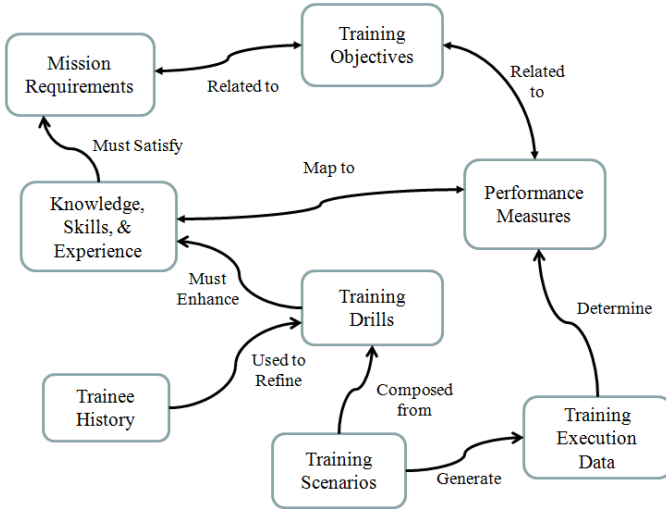 Training
Objectives
Mission
Requirements
Related to
Related
to
Must Satisfy
Map to
Knowledge,
Skills, &
Experience
Performance
Measures
Must
Enhance
Training
Drills
Determine
Used to
Refine
Trainee
History
Composed
from
Training
Execution
Data
Training
Scenarios
Generate